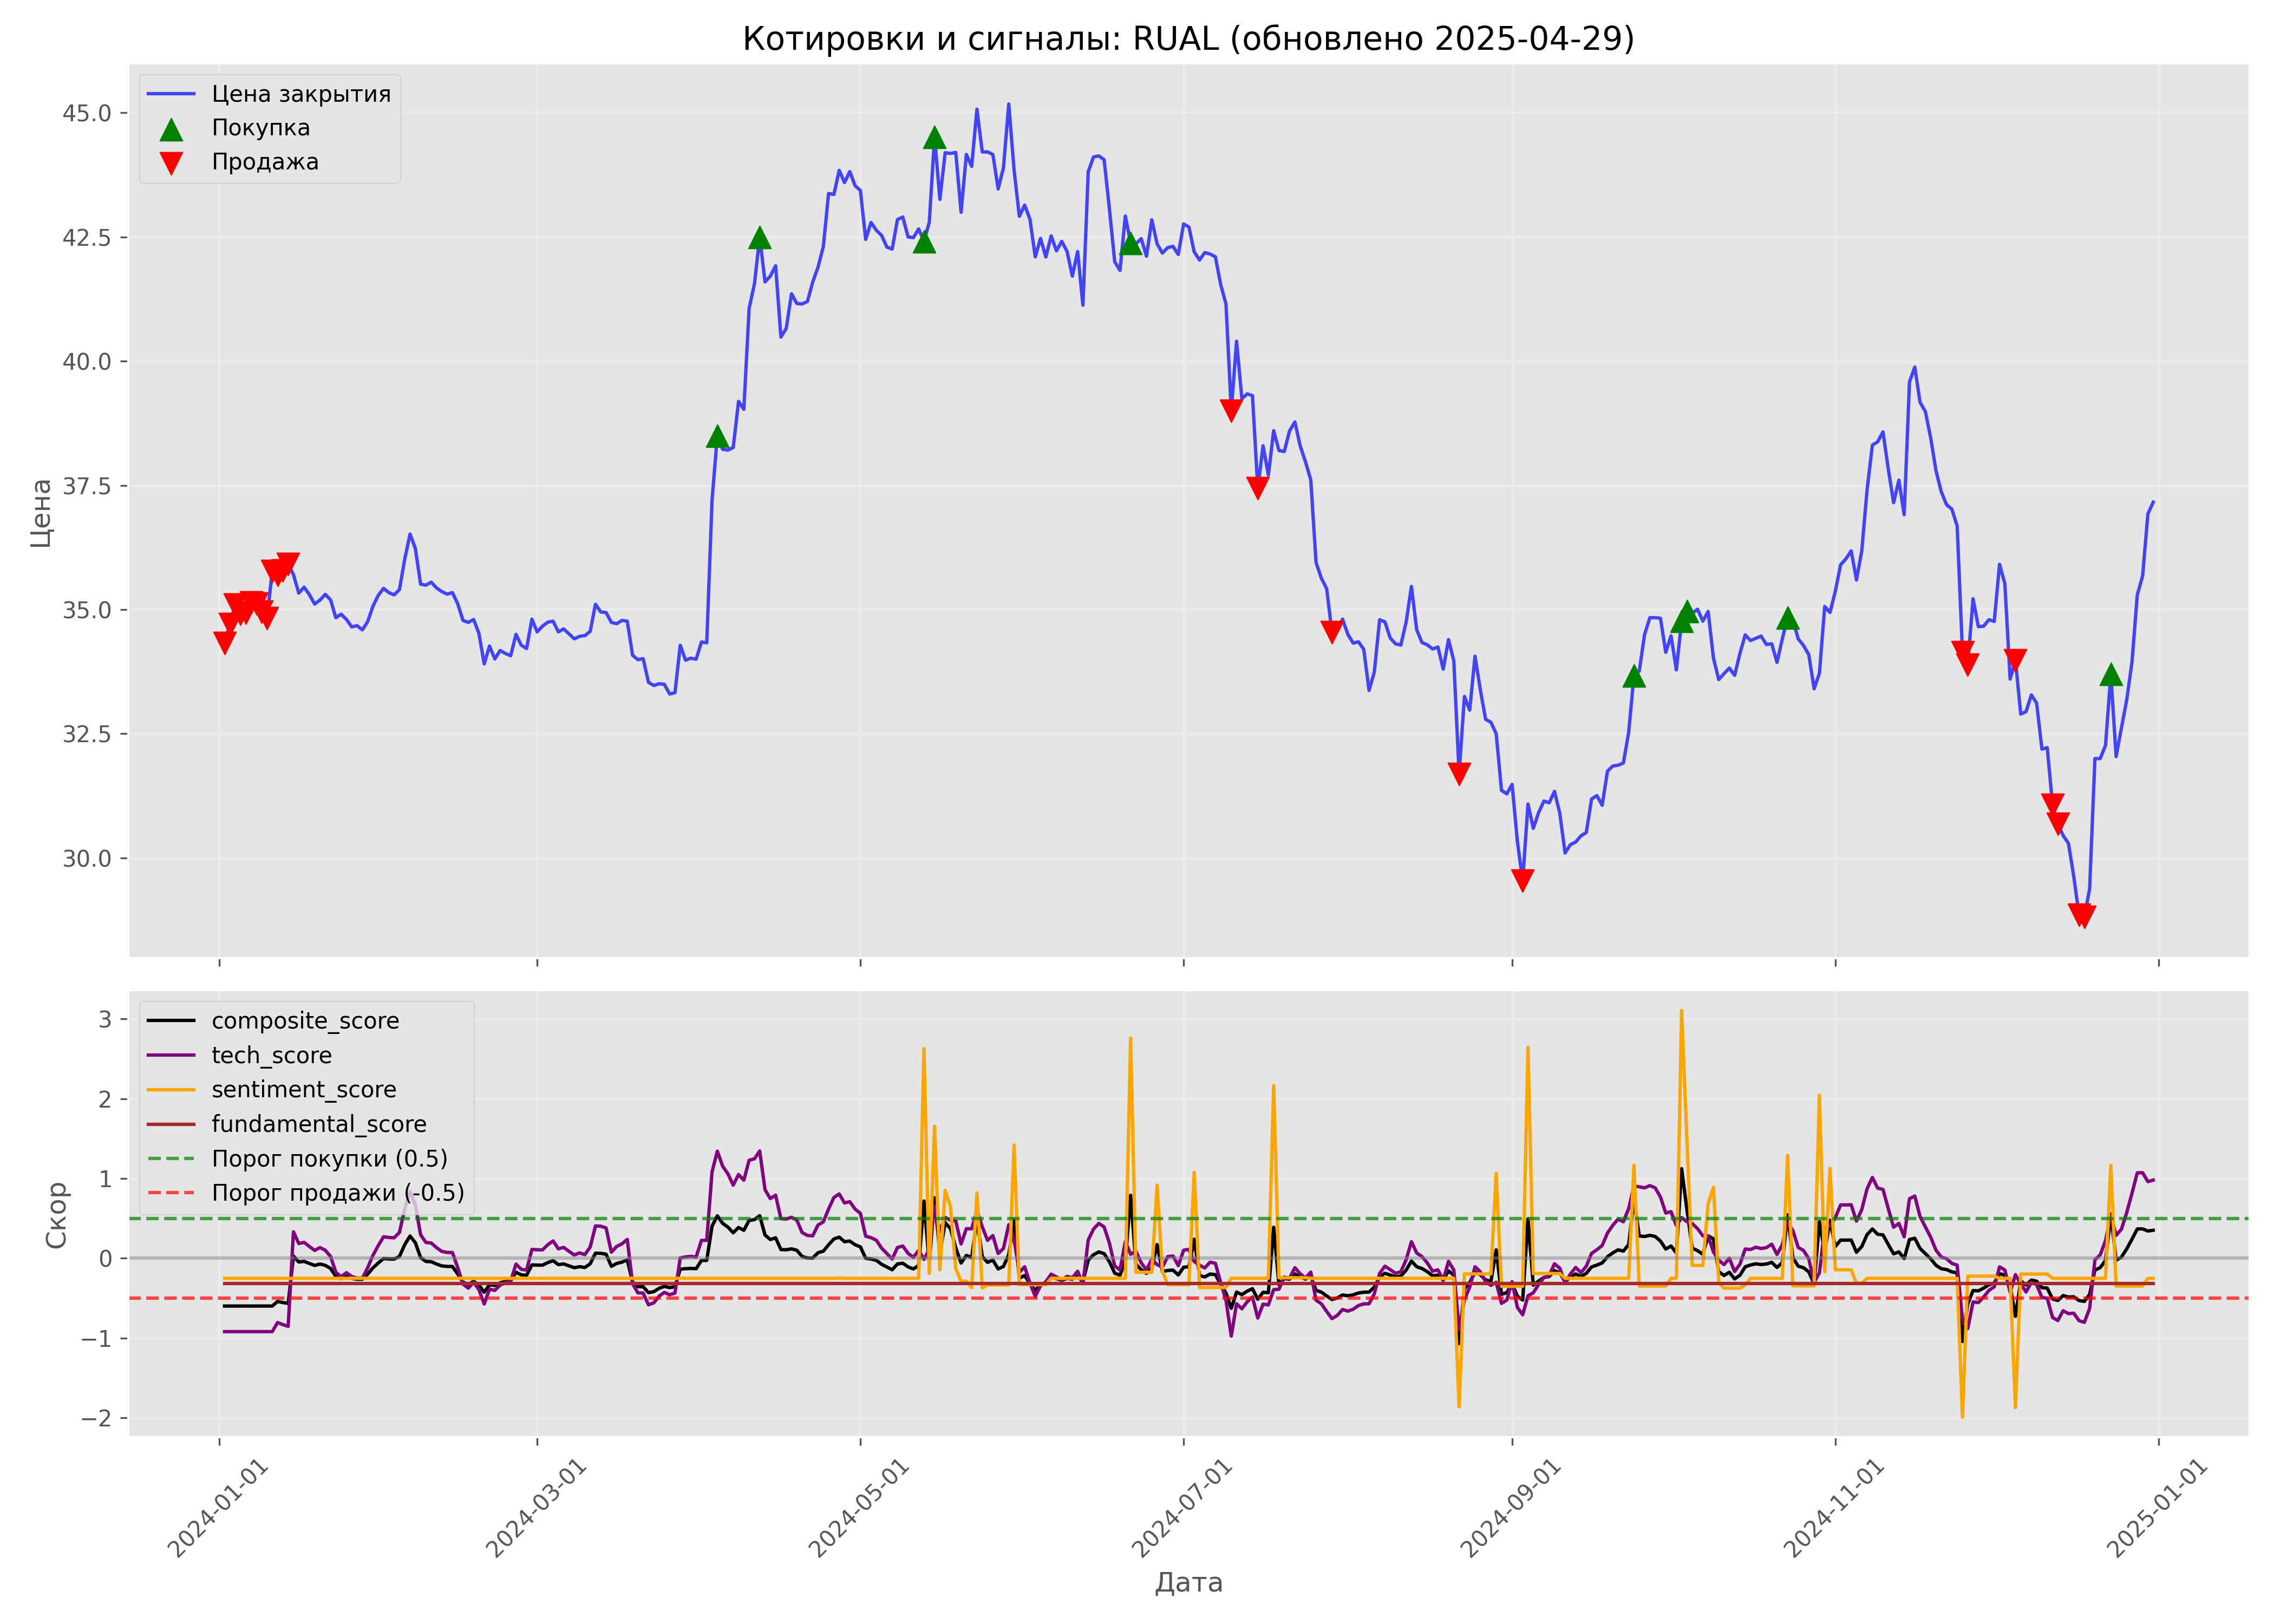 Котировки и сигналы: RUAL (обновлено 2025-04-29)
Цена закрытия
Покупка
Продажа
Цена
45.0
42.5
40.0
37.5
35.0
32.5
30.0
composite_score
tech_score
sentiment_score
fundamental_score
Порог покупки (0.5)
Порог продажи (-0.5)
Скор
3
2
1
0
−1
−2
2024-01-01
2024-03-01
2024-05-01
2024-07-01
2024-09-01
2024-11-01
2025-01-01
Дата